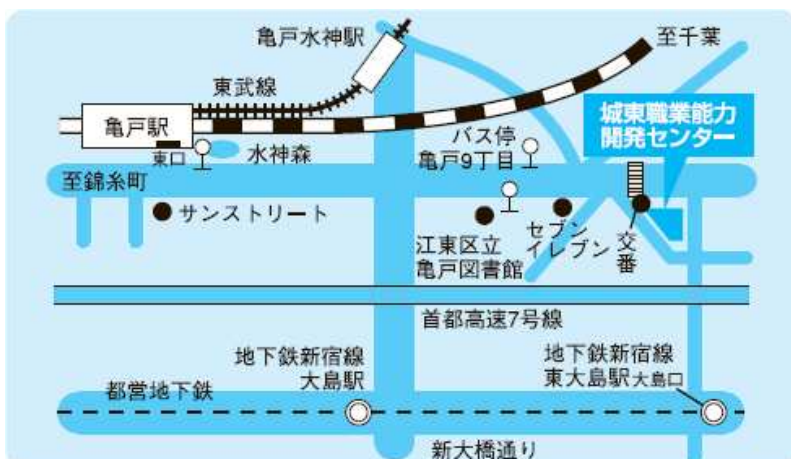 亀戸水神駅
至千葉
東武線
城東職業能力
開発センター
亀戸駅
バス停
亀戸9丁目
東口
水神森
至錦糸町
サンストリート
江東区立
亀戸図書館
セブン
イレブン
交番
首都高速7号線
地下鉄新宿線
大島駅
地下鉄新宿線
東大島駅大島口
都営地下鉄
新大橋通り